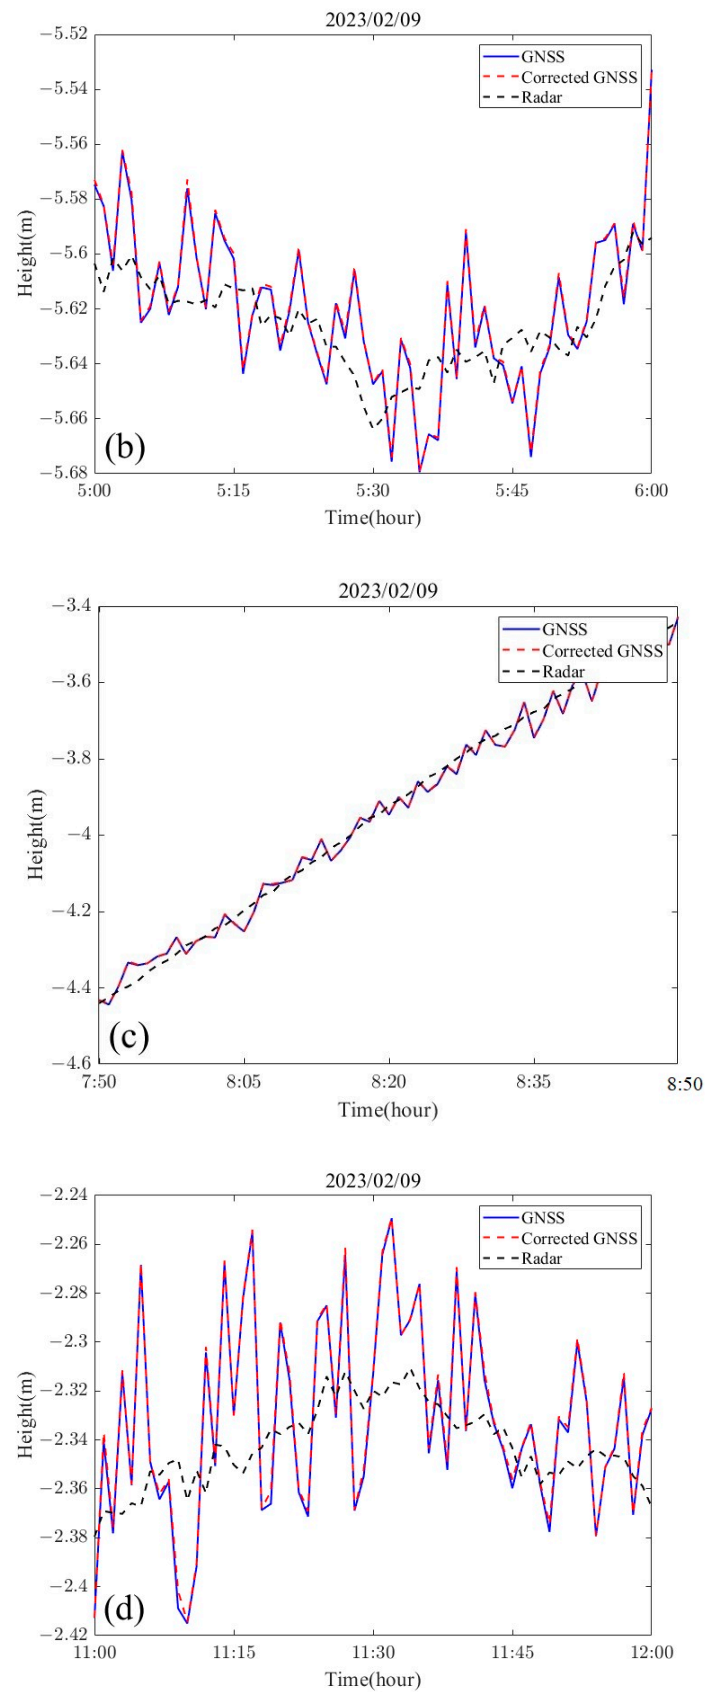 2023/02/09
−5.52
−5.54
−5.56
−5.58
−5.6
−5.62
−5.64
−5.66
−5.68
Height(m)
GNSS
Corrected GNSS
Radar
(b)
5:00 5:15 5:30 5:45 6:00
Time(hour)
2023/02/09
−3.4
−3.6
−3.8
−4
−4.2
−4.4
−4.6
Height(m)
GNSS
Corrected GNSS
Radar
(c)
7:50 8:05 8:20 8:35 8:50
Time(hour)
2023/02/09
−2.24
−2.26
−2.28
−2.3
−2.32
−2.34
−2.36
−2.38
−2.4
−2.42
Height(m)
GNSS
Corrected GNSS
Radar
(d)
11:00 11:15 11:30 11:45 12:00
Time(hour)